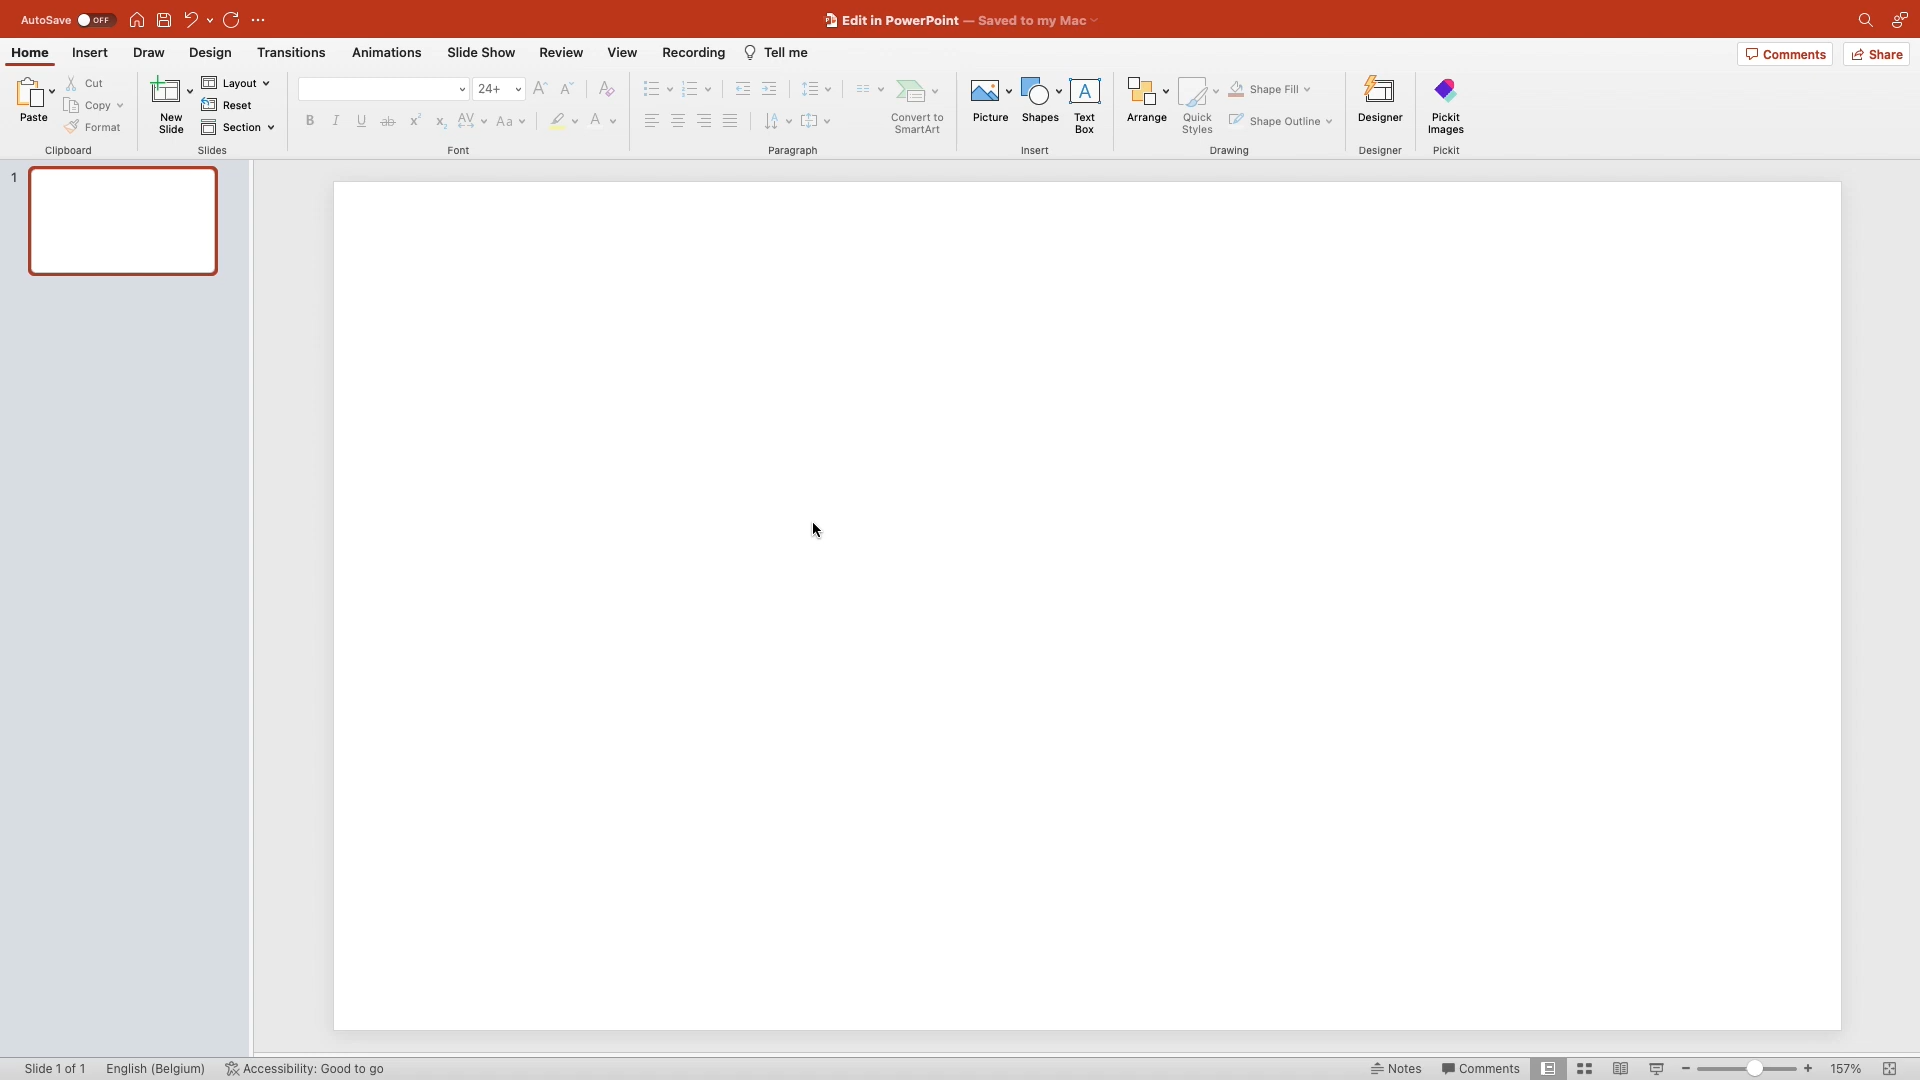 AutoSave OFF
Edit in PowerPoint — Saved to my Mac
Home Insert Draw Design Transitions Animations Slide Show Review View Recording Tell me
Comments Share
Paste
Cut
Copy
Format
Clipboard
New
Slide
Layout
Reset
Section
Slides
24+
Font
Paragraph
Convert to
SmartArt
Picture
Shapes
Text
Box
Insert
Arrange
Quick
Styles
Shape Fill
Shape Outline
Drawing
Designer
Designer
Pickit
Images
Pickit
1
Slide 1 of 1 English (Belgium) Accessibility: Good to go
Notes Comments 157%